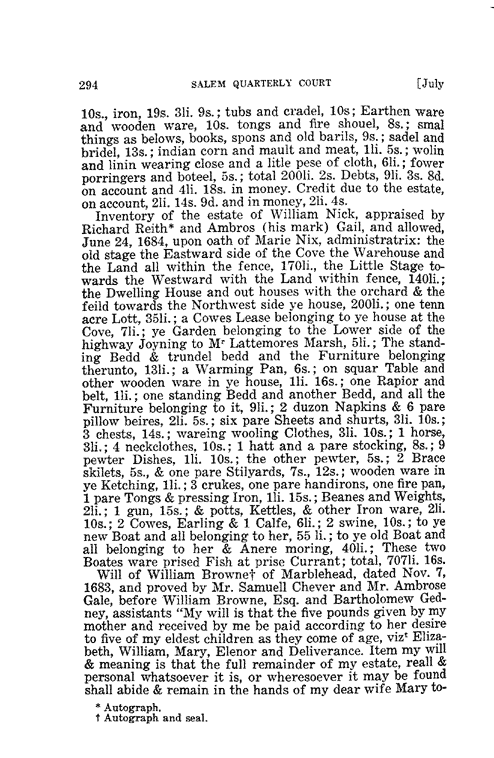 294 SALEM QUARTERLY COURT [July
10s., iron, 19s. 3li. 9s.; tubs and cradel, 10s; Earthen ware
and wooden ware, 10s. tongs and fire shouel, 8s.; smal
things as belows, books, spons and old barils, 9s.; sadel and
bridel, 13s.; indian corn and mault and meat, 1li. 5s.; wolin
and linin wearing close and a litle pese of cloth, 6li.; fower
porringers and boteel, 5s.; total 200li. 2s. Debts, 9li. 3s. 8d.
on account and 4li. 18s. in money. Credit due to the estate,
on account, 2li. 14s. 9d. and in money, 2li. 4s.
Inventory of the estate of William Nick, appraised by
Richard Reith* and Ambros (his mark) Gail, and allowed,
June 24, 1684, upon oath of Marie Nix, administratrix: the
old stage the Eastward side of the Cove the Warehouse and
the Land all within the fence, 170li., the Little Stage to-
wards the Westward with the Land within fence, 140li.;
the Dwelling House and out houses with the orchard & the
feild towards the Northwest side ye house, 200li.; one tenn
acre Lott, 35li.; a Cowes Lease belonging to ye house at the
Cove, 7li.; ye Garden belonging to the Lower side of the
highway Joyning to Mʳ Lattemores Marsh, 5li.; The stand-
ing Bedd & trundel bedd and the Furniture belonging
therunto, 13li.; a Warming Pan, 6s.; on squar Table and
other wooden ware in ye house, 1li. 16s.; one Rapior and
belt, 1li.; one standing Bedd and another Bedd, and all the
Furniture belonging to it, 9li.; 2 duzon Napkins & 6 pare
pillow beires, 2li. 5s.; six pare Sheets and shurts, 3li. 10s.;
3 chests, 14s.; wareing wooling Clothes, 3li. 10s.; 1 horse,
3li.; 4 neckclothes, 10s.; 1 hatt and a pare stocking, 8s.; 9
pewter Dishes, 1li. 10s.; the other pewter, 5s.; 2 Brace
skilets, 5s., & one pare Stilyards, 7s., 12s.; wooden ware in
ye Ketching, 1li.; 3 crukes, one pare handirons, one fire pan,
1 pare Tongs & pressing Iron, 1li. 15s.; Beanes and Weights,
2li.; 1 gun, 15s.; & potts, Kettles, & other Iron ware, 2li.
10s.; 2 Cowes, Earling & 1 Calfe, 6li.; 2 swine, 10s.; to ye
new Boat and all belonging to her, 55 li.; to ye old Boat and
all belonging to her & Anere moring, 40li.; These two
Boates ware prised Fish at prise Currant; total, 707li. 16s.
Will of William Browne† of Marblehead, dated Nov. 7,
1683, and proved by Mr. Samuell Chever and Mr. Ambrose
Gale, before William Browne, Esq. and Bartholomew Ged-
ney, assistants "My will is that the five pounds given by my
mother and received by me be paid according to her desire
to five of my eldest children as they come of age, vizᵗ Eliza-
beth, William, Mary, Elenor and Deliverance. Item my will
& meaning is that the full remainder of my estate, reall &
personal whatsoever it is, or wheresoever it may be found
shall abide & remain in the hands of my dear wife Mary to-
* Autograph.
† Autograph and seal.